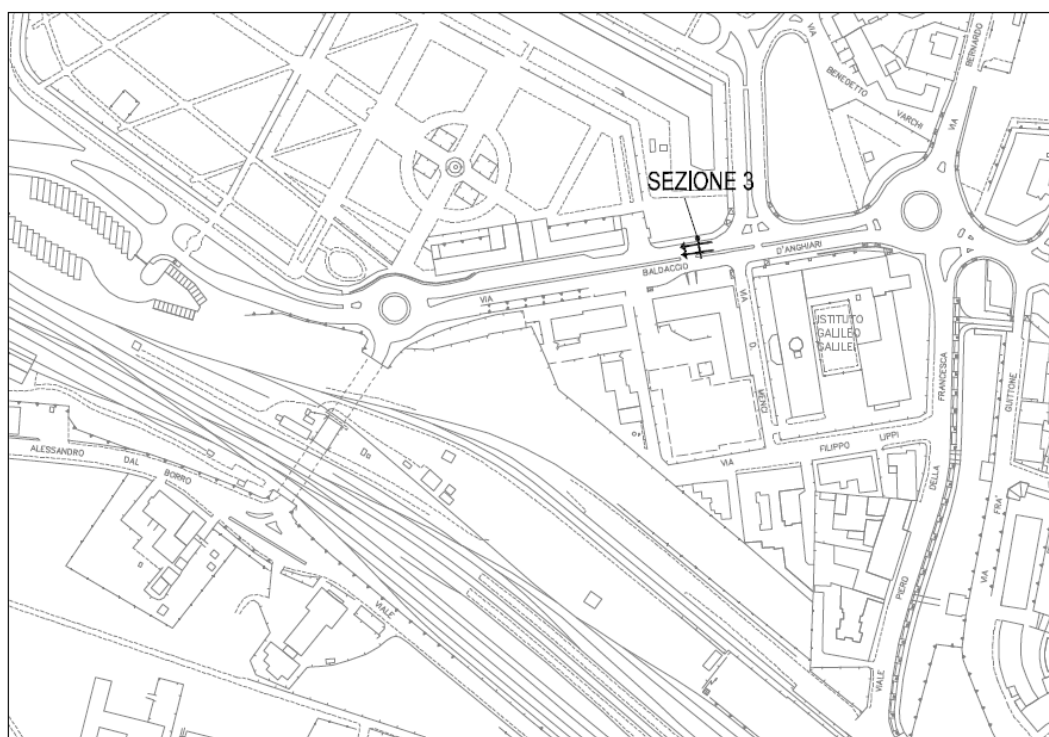 VIA
BENEDETTO
VARCHI
VIA
BERNARDO
SEZIONE 3
VIA
BALDACCIO
D'ANGHIARI
VIA
D.
MENCI
ISTITUTO
GALILEO
GALILEI
FRANCESCA
DELLA
PIERO
VIALE
GUITTONE
FRA'
VIA
VIA
FILIPPO
LIPPI
ALESSANDRO
DAL
BORRO
VIALE